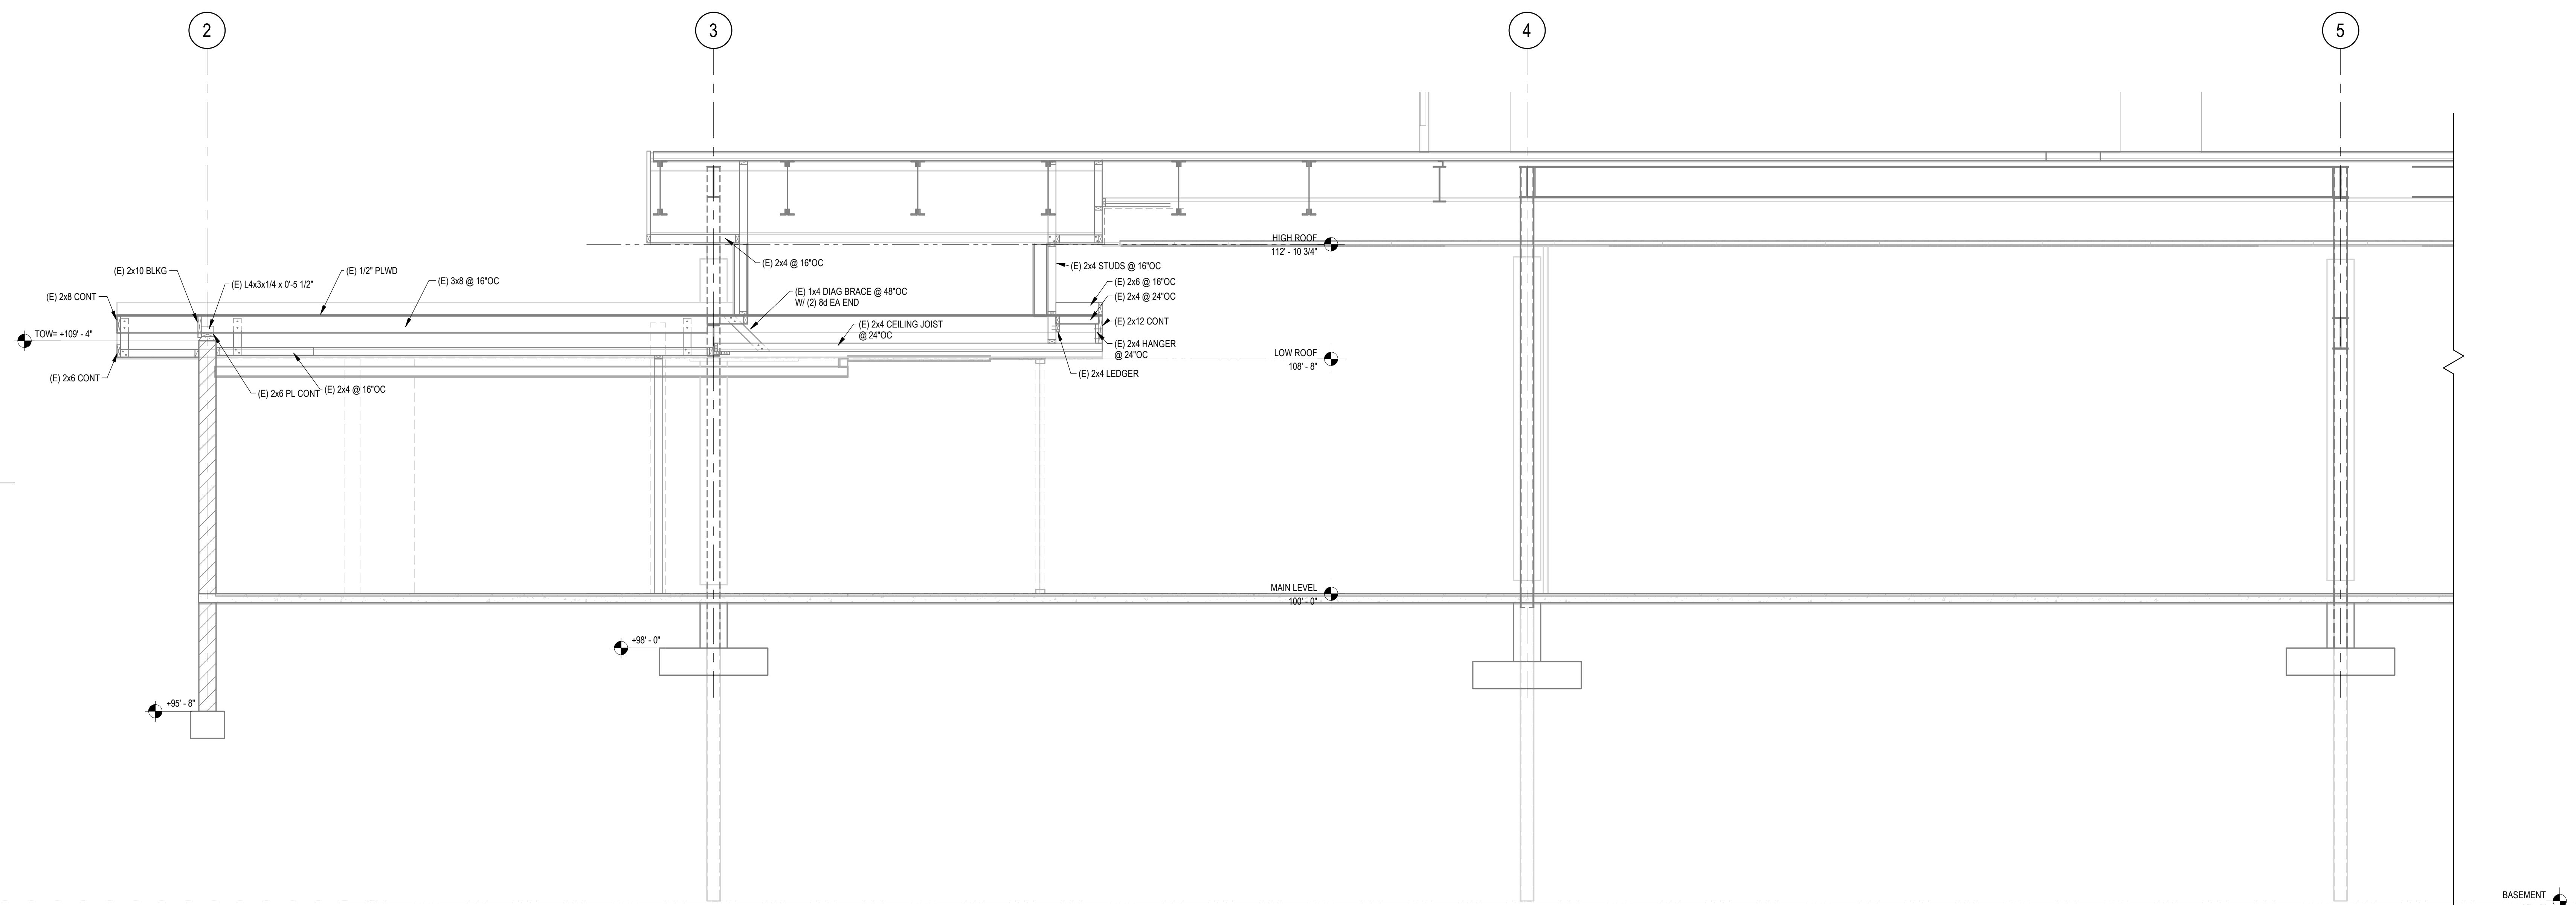 2
3
4
5
HIGH ROOF
112' - 10 3/4"
(E) 2x4 @ 16"OC
(E) 2x4 STUDS @ 16"OC
(E) 2x10 BLKG
(E) 1/2" PLWD
(E) L4x3x1/4 x 0'-5 1/2"
(E) 3x8 @ 16"OC
(E) 2x6 @ 16"OC
(E) 1x4 DIAG BRACE @ 48"OC
W/ (2) 8d EA END
(E) 2x8 CONT
(E) 2x4 @ 24"OC
(E) 2x12 CONT
(E) 2x4 CEILING JOIST
@ 24"OC
TOW= +109' - 4"
(E) 2x4 HANGER
@ 24"OC
LOW ROOF
108' - 8"
(E) 2x4 LEDGER
(E) 2x6 CONT
(E) 2x6 PL CONT
(E) 2x4 @ 16"OC
MAIN LEVEL
100' - 0"
+98' - 0"
+95' - 8"
BASEMENT